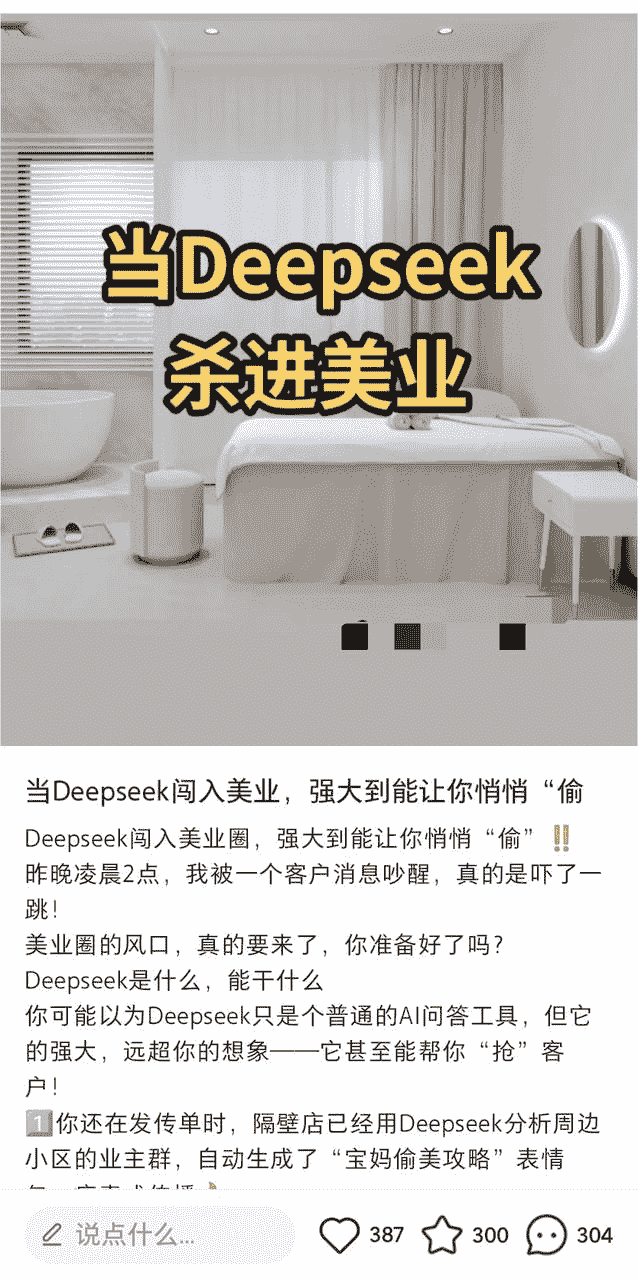 当Deepseek
杀进美业
当Deepseek闯入美业，强大到能让你悄悄“偷
Deepseek闯入美业圈，强大到能让你悄悄“偷”‼️
昨晚凌晨2点，我被一个客户消息吵醒，真的是吓了一
跳！
美业圈的风口，真的要来了，你准备好了吗？
Deepseek是什么，能干什么
你可能以为Deepseek只是个普通的AI问答工具，但它
的强大，远超你的想象——它甚至能帮你“抢”客
户！
1️⃣你还在发传单时，隔壁店已经用Deepseek分析周边
小区的业主群，自动生成了“宝妈偷美攻略”表情
说点什么...
387
300
304